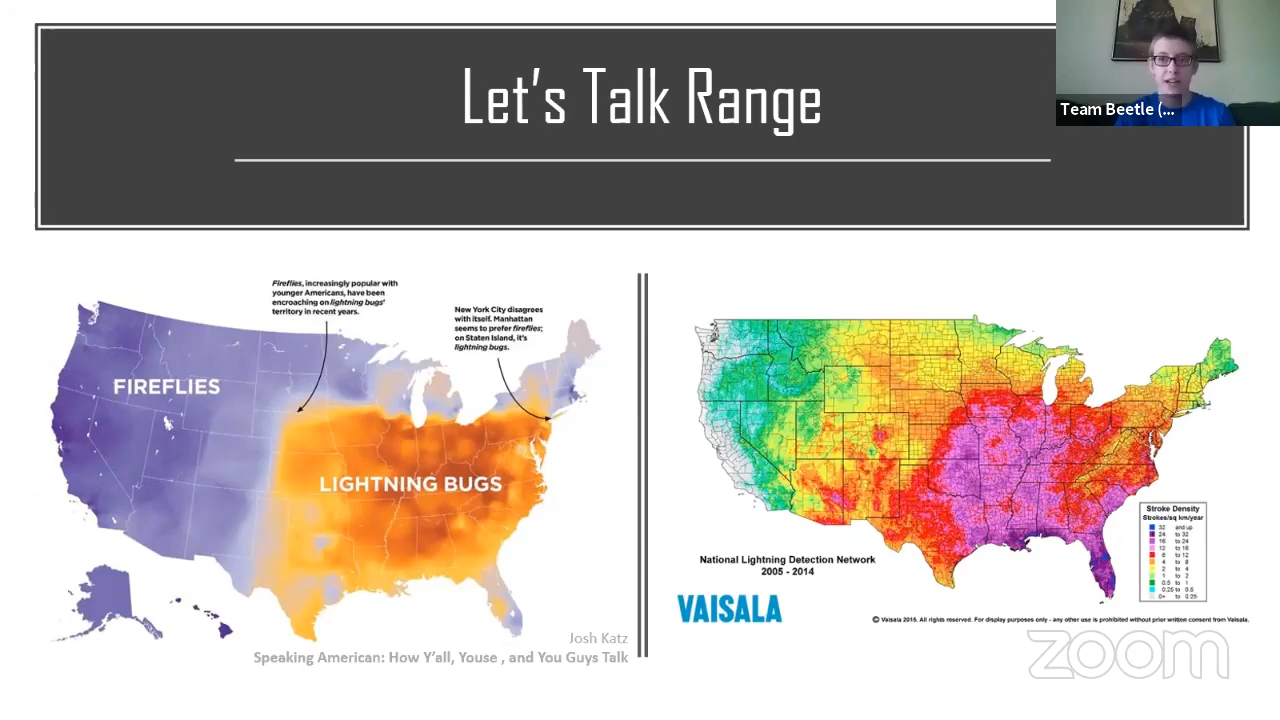 Let's Talk Range
Team Beetle (...
Fireflies, increasingly popular with
younger Americans, have been
encroaching on lightning bugs'
territory in recent years.
New York City disagrees
with itself. Manhattan
seems to prefer fireflies;
on Staten Island, it's
lightning bugs.
FIREFLIES
LIGHTNING BUGS
Josh Katz
Speaking American: How Y'all, Youse , and You Guys Talk
National Lightning Detection Network
2005 - 2014
VAISALA
Stroke Density
Strokes/sq km/year
32 and up
24 to 32
16 to 24
12 to 16
8 to 12
4 to 8
2 to 4
1 to 2
0.5 to 1
0.25 to 0.5
0+ to 0.25
© Vaisala 2015. All rights reserved. For display purposes only - any other use is prohibited without prior written consent from Vaisala.
zoom